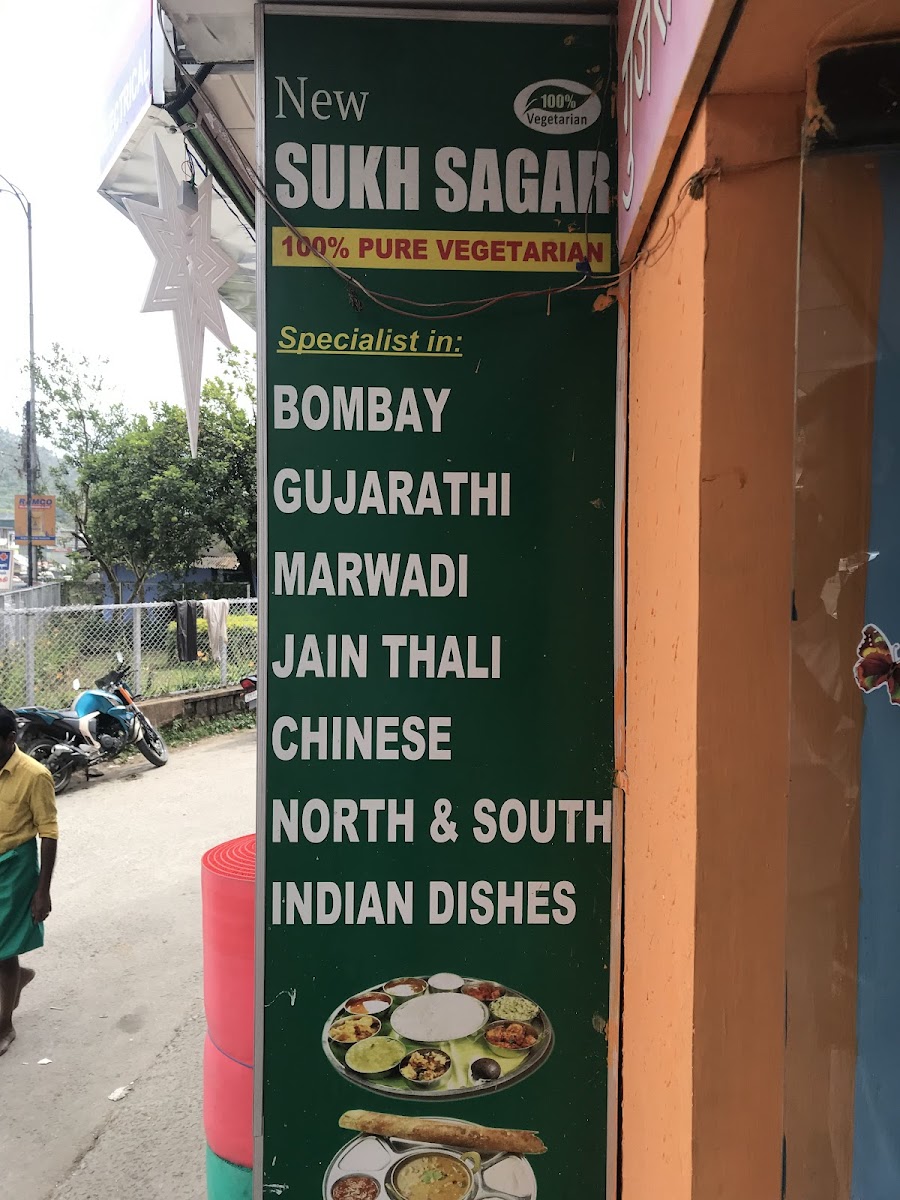 New
100%
Vegetarian
SUKH SAGAR
100% PURE VEGETARIAN
Specialist in:
BOMBAY
GUJARATHI
MARWADI
JAIN THALI
CHINESE
NORTH & SOUTH
INDIAN DISHES
RAMCO